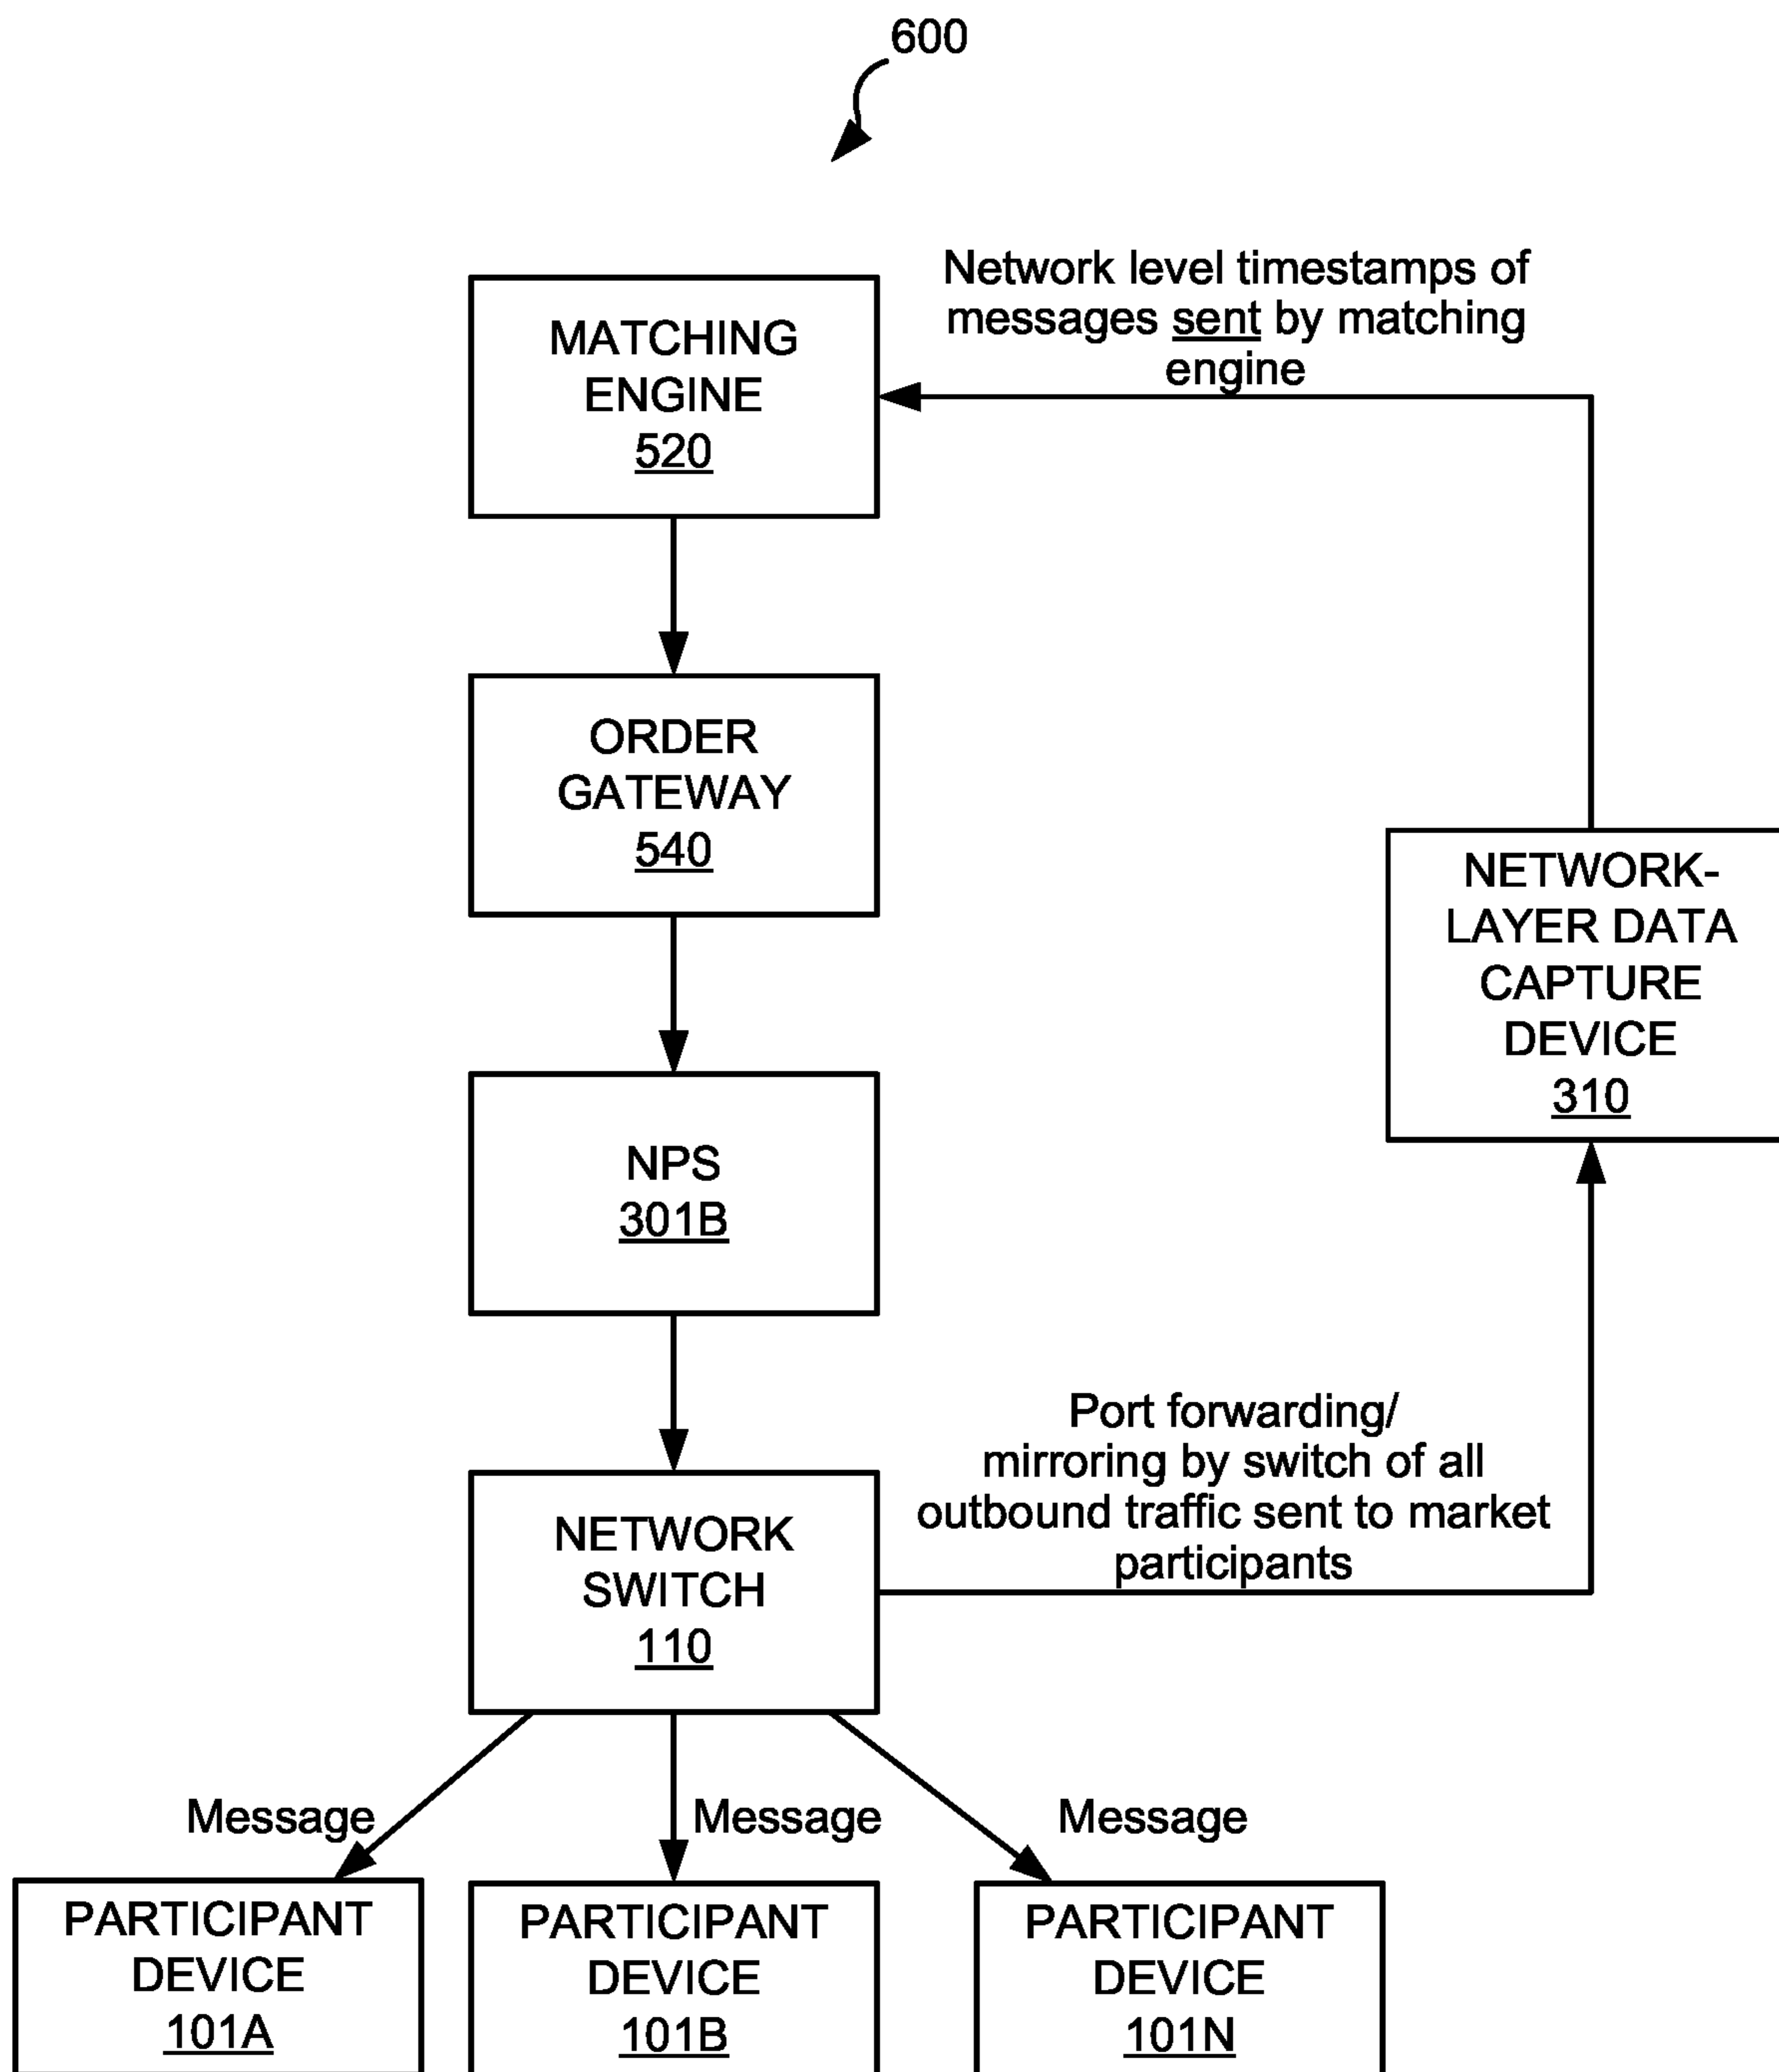 600
Network level timestamps of
messages sent by matching
engine
MATCHING
ENGINE
520
ORDER
GATEWAY
540
NETWORK-
LAYER DATA
CAPTURE
DEVICE
310
NPS
301B
Port forwarding/
mirroring by switch of all
outbound traffic sent to market
participants
NETWORK
SWITCH
110
Message
Message
Message
PARTICIPANT
DEVICE
101A
PARTICIPANT
DEVICE
101B
PARTICIPANT
DEVICE
101N